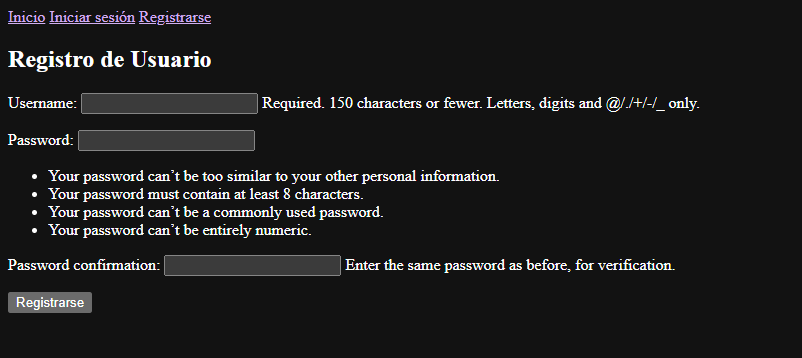 Inicio Iniciar sesión Registrarse
Registro de Usuario
Username: Required. 150 characters or fewer. Letters, digits and @/./+/-/_ only.
Password:
Your password can’t be too similar to your other personal information.
Your password must contain at least 8 characters.
Your password can’t be a commonly used password.
Your password can’t be entirely numeric.
Password confirmation: Enter the same password as before, for verification.
Registrarse